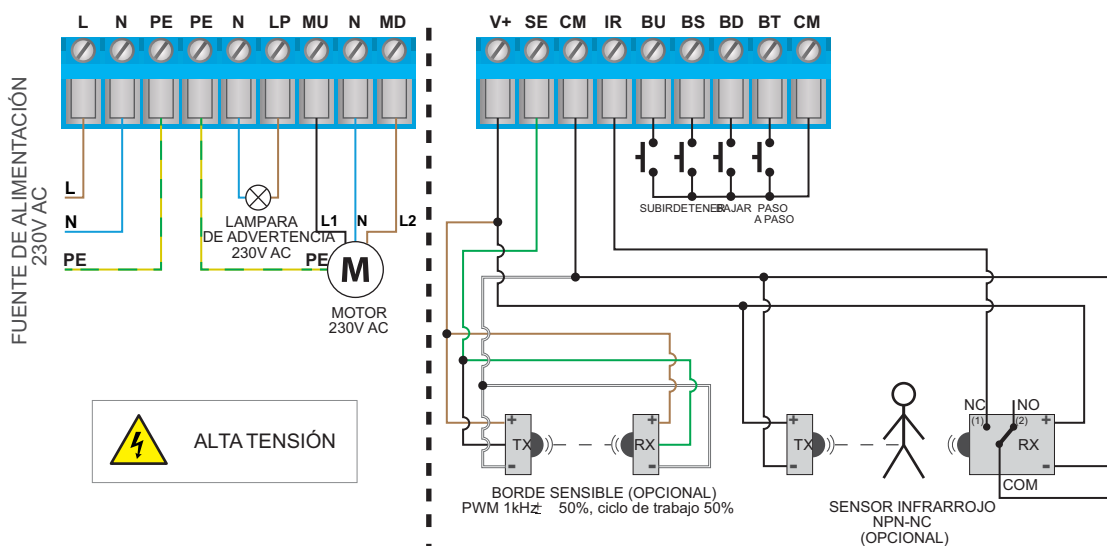 L N PE PE N LP MU N MD
V+ SE CM IR BU BS BD BT CM
FUENTE DE ALIMENTACIÓN
230V AC
L
N
PE
LAMPARA
DE ADVERTENCIA
230V AC
L1 N L2
PE
M
MOTOR
230V AC
SUBIR DETENER BAJAR PASO
A PASO
ALTA TENSIÓN
+ TX -
+ RX -
BORDE SENSIBLE (OPCIONAL)
PWM 1kHz± 50%, ciclo de trabajo 50%
+ TX -
NC NO
(1) (2)
+ RX -
COM
SENSOR INFRARROJO
NPN-NC
(OPCIONAL)